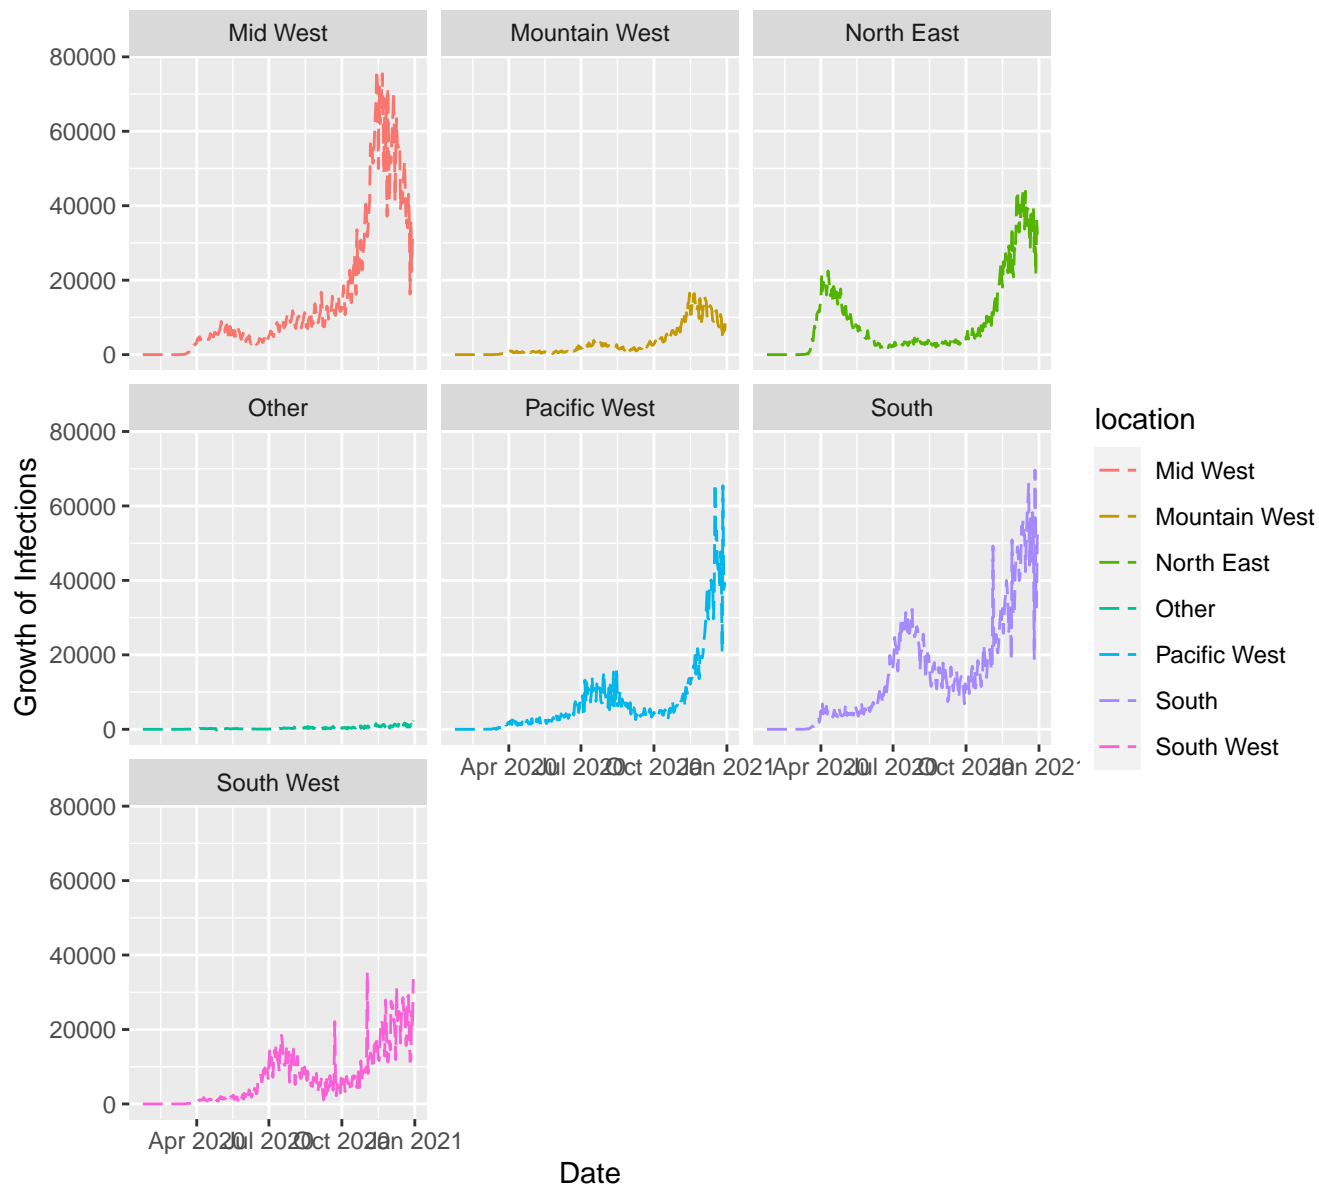 Mid West
Mountain West
North East
80000
60000
40000
20000
0
Other
Pacific West
South
80000
60000
40000
20000
0
Apr 2020
Jul 2020
Oct 2020
Jan 2021
Apr 2020
Jul 2020
Oct 2020
Jan 2021
South West
80000
60000
40000
20000
0
Apr 2020
Jul 2020
Oct 2020
Jan 2021
Growth of Infections
Date
location
Mid West
Mountain West
North East
Other
Pacific West
South
South West